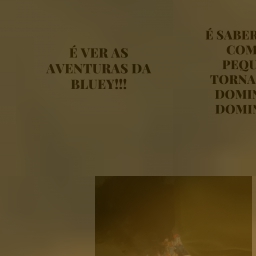 É VER AS
AVENTURAS DA
BLUEY!!!
É SABER
COM
PEQU
TORNA
DOMIN
DOMIN